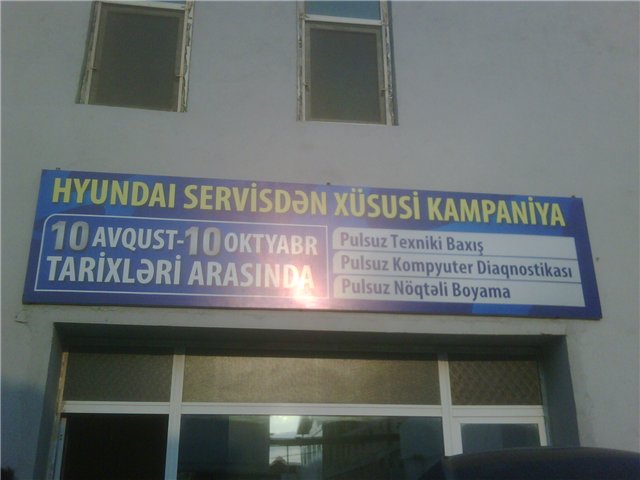 HYUNDAI SERVİSDƏN XÜSUSİ KAMPANİYA
10 AVQUST-10 OKTYABR
TARİXLƏRİ ARASINDA
Pulsuz Texniki Baxış
Pulsuz Kompyuter Diaqnostikası
Pulsuz Nöqtəli Boyama